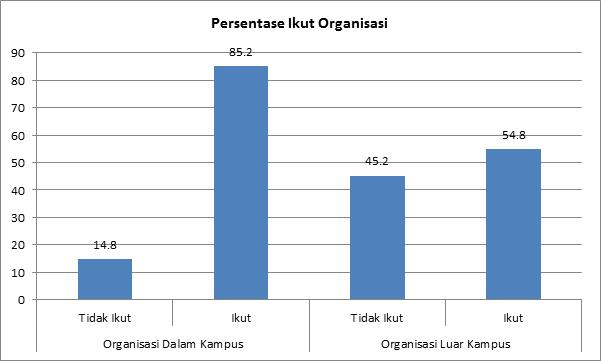 Persentase Ikut Organisasi
90
80
70
60
50
40
30
20
10
0
14.8
85.2
45.2
54.8
Tidak Ikut
Ikut
Tidak Ikut
Ikut
Organisasi Dalam Kampus
Organisasi Luar Kampus